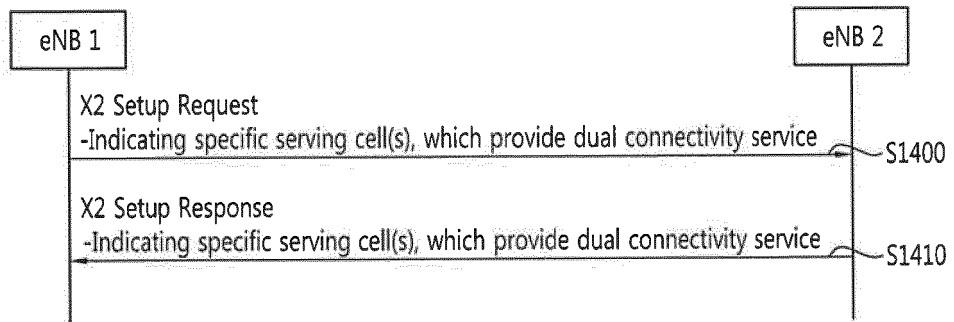 eNB 1
eNB 2
X2 Setup Request
-Indicating specific serving cell(s), which provide dual connectivity service
S1400
X2 Setup Response
-Indicating specific serving cell(s), which provide dual connectivity service
S1410